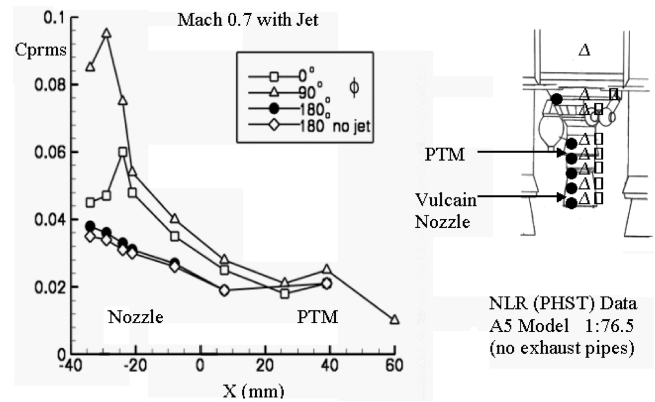 Mach 0.7 with Jet
Cprms
0.1
0.08
0.06
0.04
0.02
0
0°
90°
180°
180 no jet
ϕ
Nozzle
PTM
-40
-20
0
20
40
60
X (mm)
Δ
PTM
Vulcain
Nozzle
NLR (PHST) Data
A5 Model 1:76.5
(no exhaust pipes)